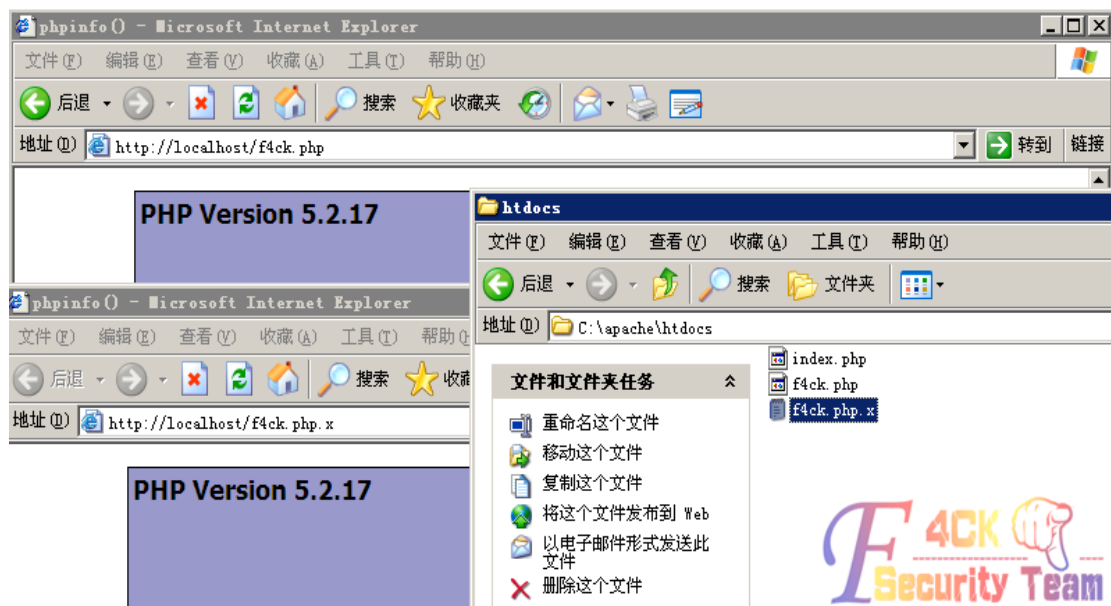 phpinfo() - Microsoft Internet Explorer
文件(F) 编辑(E) 查看(V) 收藏(A) 工具(T) 帮助(H)
后退 搜索 收藏夹
地址(D) http://localhost/f4ck.php 转到 链接
PHP Version 5.2.17
htdocs
文件(F) 编辑(E) 查看(V) 收藏(A) 工具(T) 帮助(H)
后退 搜索 文件夹
地址(D) C:\apache\htdocs
文件和文件夹任务
重命名这个文件
移动这个文件
复制这个文件
将这个文件发布到 Web
以电子邮件形式发送此
文件
删除这个文件
index.php
f4ck.php
f4ck.php.x
phpinfo() - Microsoft Internet Explorer
文件(F) 编辑(E) 查看(V) 收藏(A) 工具(T) 帮助(
后退 搜索 收藏
地址(D) http://localhost/f4ck.php.x
PHP Version 5.2.17
F4CK
Security Team